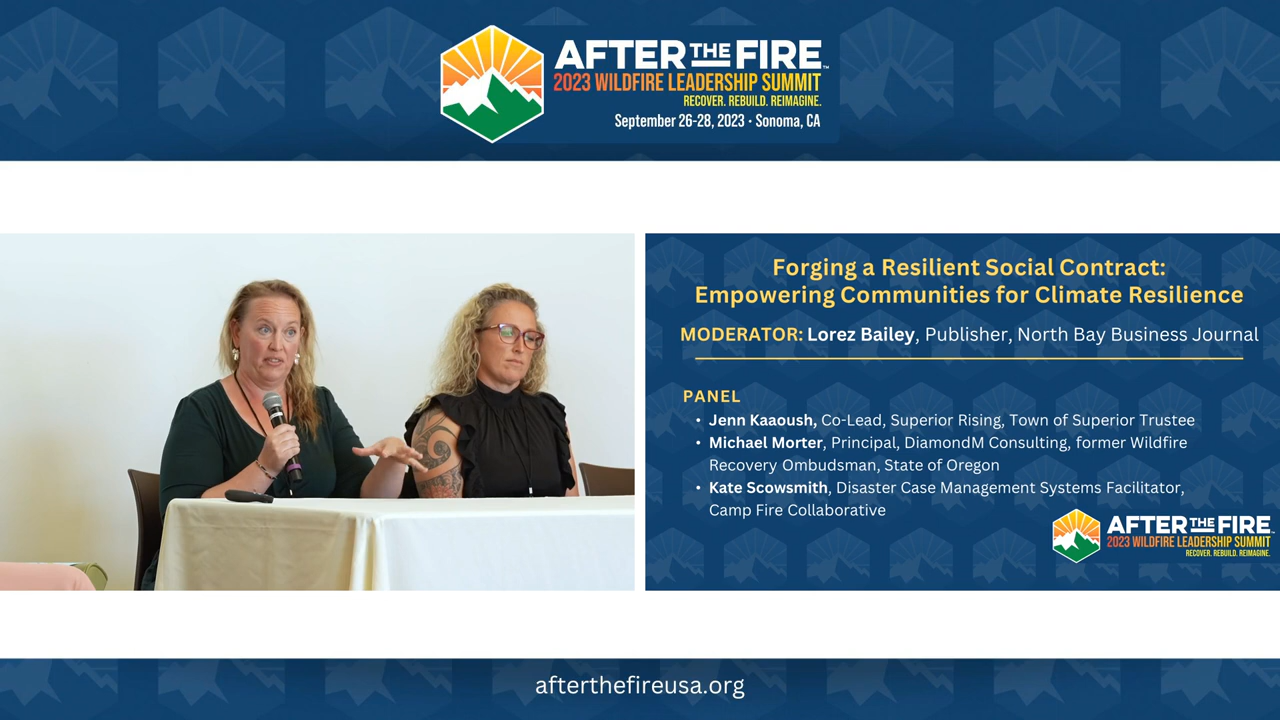 AFTER THE FIRE™
2023 WILDFIRE LEADERSHIP SUMMIT
RECOVER. REBUILD. REIMAGINE.
September 26-28, 2023 • Sonoma, CA
Forging a Resilient Social Contract:
Empowering Communities for Climate Resilience
MODERATOR: Lorez Bailey, Publisher, North Bay Business Journal
PANEL
• Jenn Kaaoush, Co-Lead, Superior Rising, Town of Superior Trustee
• Michael Morter, Principal, DiamondM Consulting, former Wildfire
Recovery Ombudsman, State of Oregon
• Kate Scowsmith, Disaster Case Management Systems Facilitator,
Camp Fire Collaborative
AFTER THE FIRE™
2023 WILDFIRE LEADERSHIP SUMMIT
RECOVER. REBUILD. REIMAGINE.
afterthefireusa.org